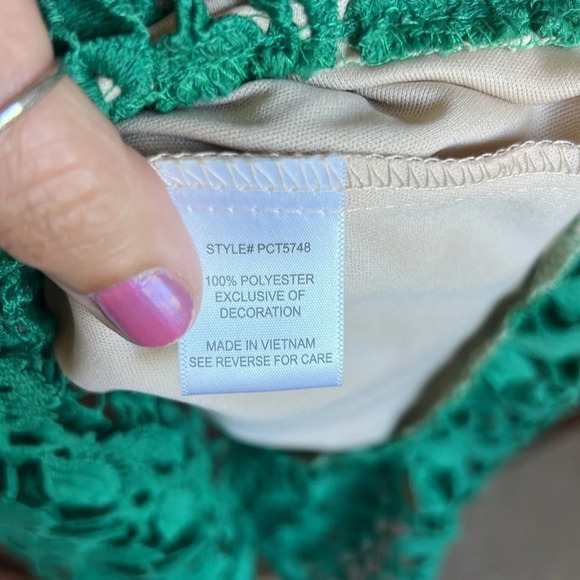 STYLE# PCT5748
100% POLYESTER
EXCLUSIVE OF
DECORATION
MADE IN VIETNAM
SEE REVERSE FOR CARE